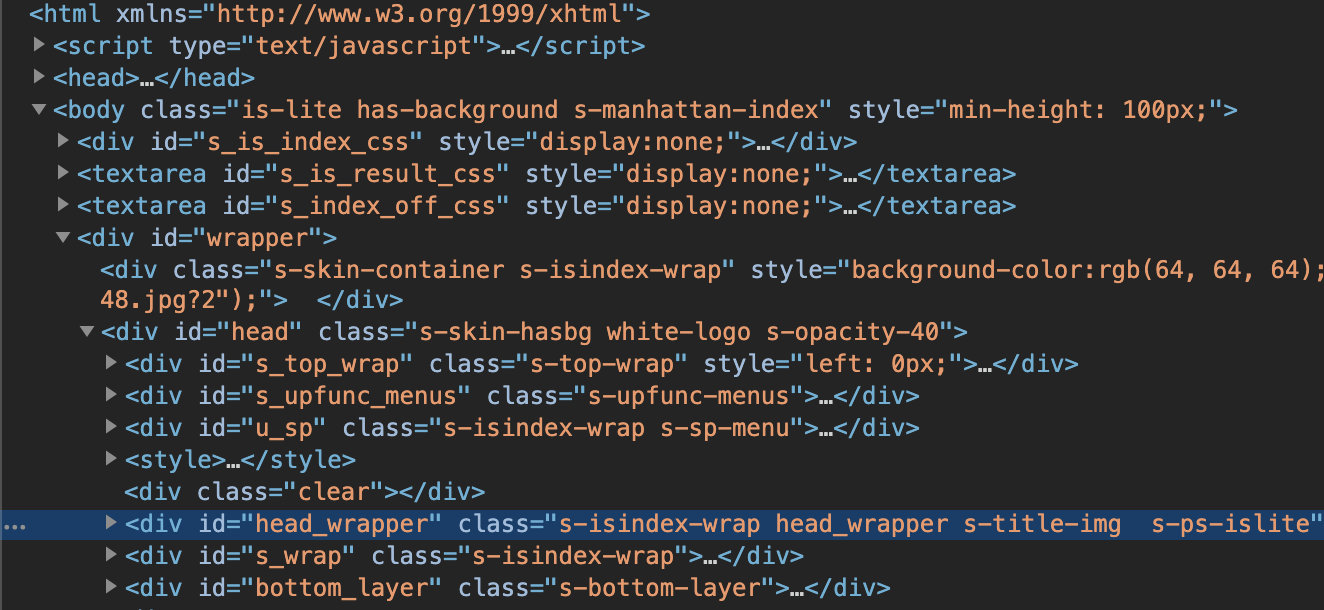 <html xmlns="http://www.w3.org/1999/xhtml">
<script type="text/javascript">…</script>
<head>…</head>
<body class="is-lite has-background s-manhattan-index" style="min-height: 100px;">
<div id="s_is_index_css" style="display:none;">…</div>
<textarea id="s_is_result_css" style="display:none;">…</textarea>
<textarea id="s_index_off_css" style="display:none;">…</textarea>
<div id="wrapper">
<div class="s-skin-container s-isindex-wrap" style="background-color:rgb(64, 64, 64);
48.jpg?2");">  </div>
<div id="head" class="s-skin-hasbg white-logo s-opacity-40">
<div id="s_top_wrap" class="s-top-wrap" style="left: 0px;">…</div>
<div id="s_upfunc_menus" class="s-upfunc-menus">…</div>
<div id="u_sp" class="s-isindex-wrap s-sp-menu">…</div>
<style>…</style>
<div class="clear"></div>
… <div id="head_wrapper" class="s-isindex-wrap head_wrapper s-title-img  s-ps-islite"
<div id="s_wrap" class="s-isindex-wrap">…</div>
<div id="bottom_layer" class="s-bottom-layer">…</div>